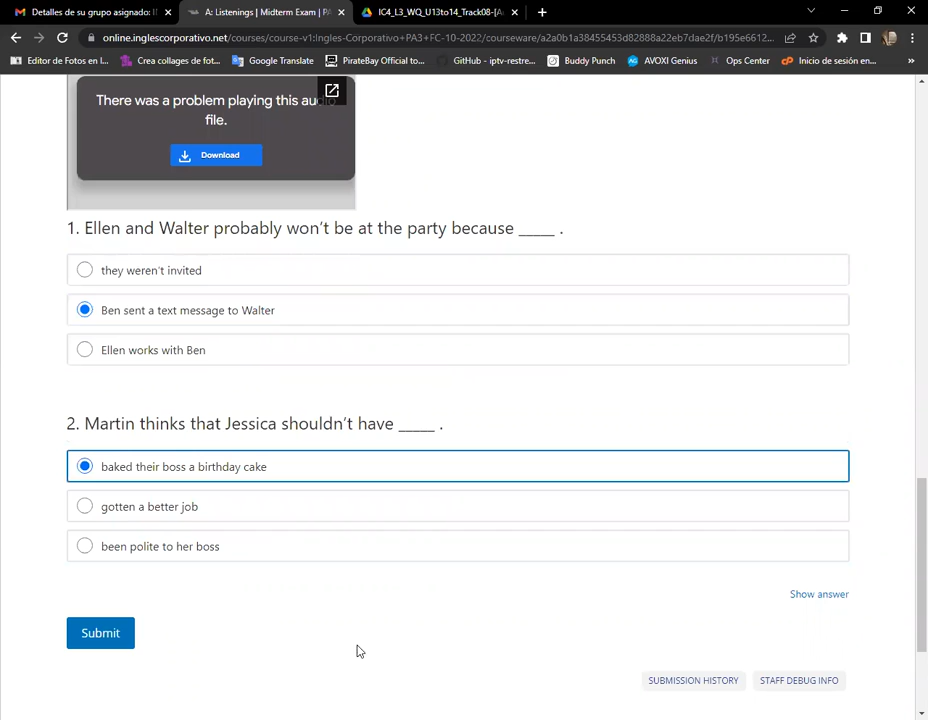 Detalles de su grupo asignado: I
A: Listenings | Midterm Exam | PA
IC4_L3_WQ_U13to14_Track08-[A
online.inglescorporativo.net/courses/course-v1:Ingles-Corporativo+PA3+FC-10-2022/courseware/a2a0b1a38455453d82888a22eb7dae2f/b195e6612...
Editor de Fotos en l...
Crea collages de fot...
Google Translate
PirateBay Official to...
GitHub - iptv-restre...
Buddy Punch
AVOXI Genius
Ops Center
Inicio de sesión en...
»
There was a problem playing this audio
file.
Download
1. Ellen and Walter probably won't be at the party because _____ .
they weren't invited
Ben sent a text message to Walter
Ellen works with Ben
2. Martin thinks that Jessica shouldn't have _____ .
baked their boss a birthday cake
gotten a better job
been polite to her boss
Show answer
Submit
SUBMISSION HISTORY
STAFF DEBUG INFO